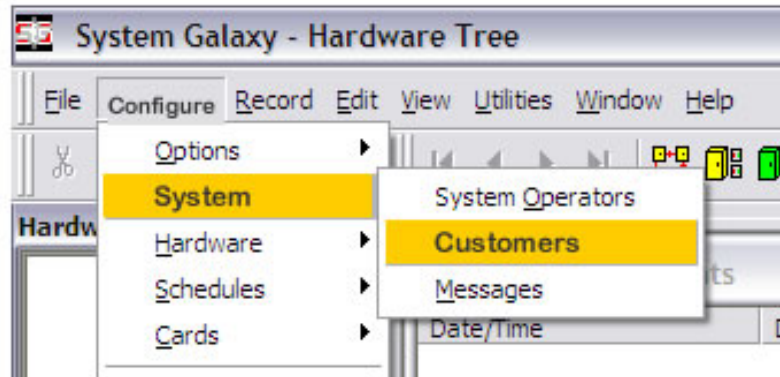 SG System Galaxy - Hardware Tree
File Configure Record Edit View Utilities Window Help
Options
System
System Operators
Hardw
Customers
Hardware
ts
Schedules
Messages
Cards
Date/Time